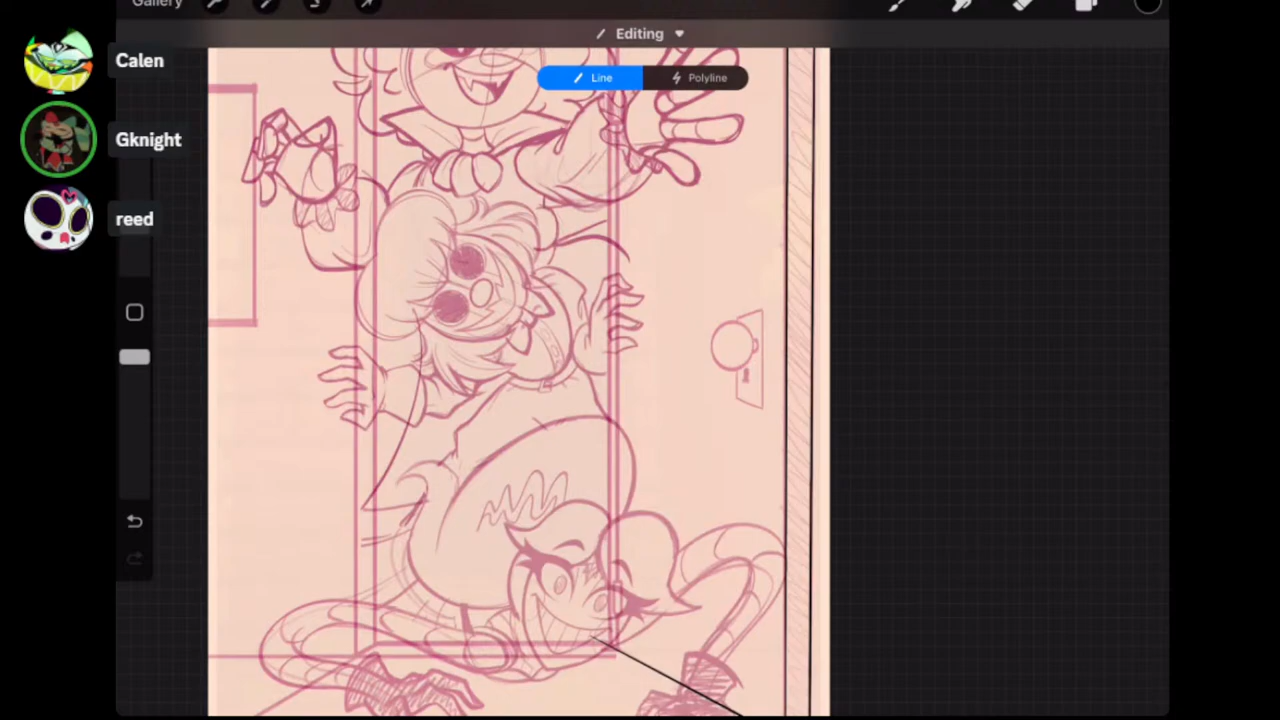 Gallery
Editing
Line Polyline
Calen
Gknight
reed